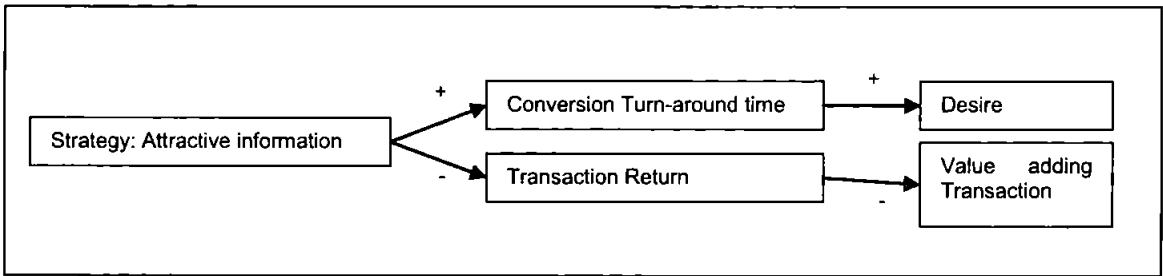 +
+
Conversion Turn-around time
Desire
Strategy: Attractive information
-
Transaction Return
Value adding
Transaction
-